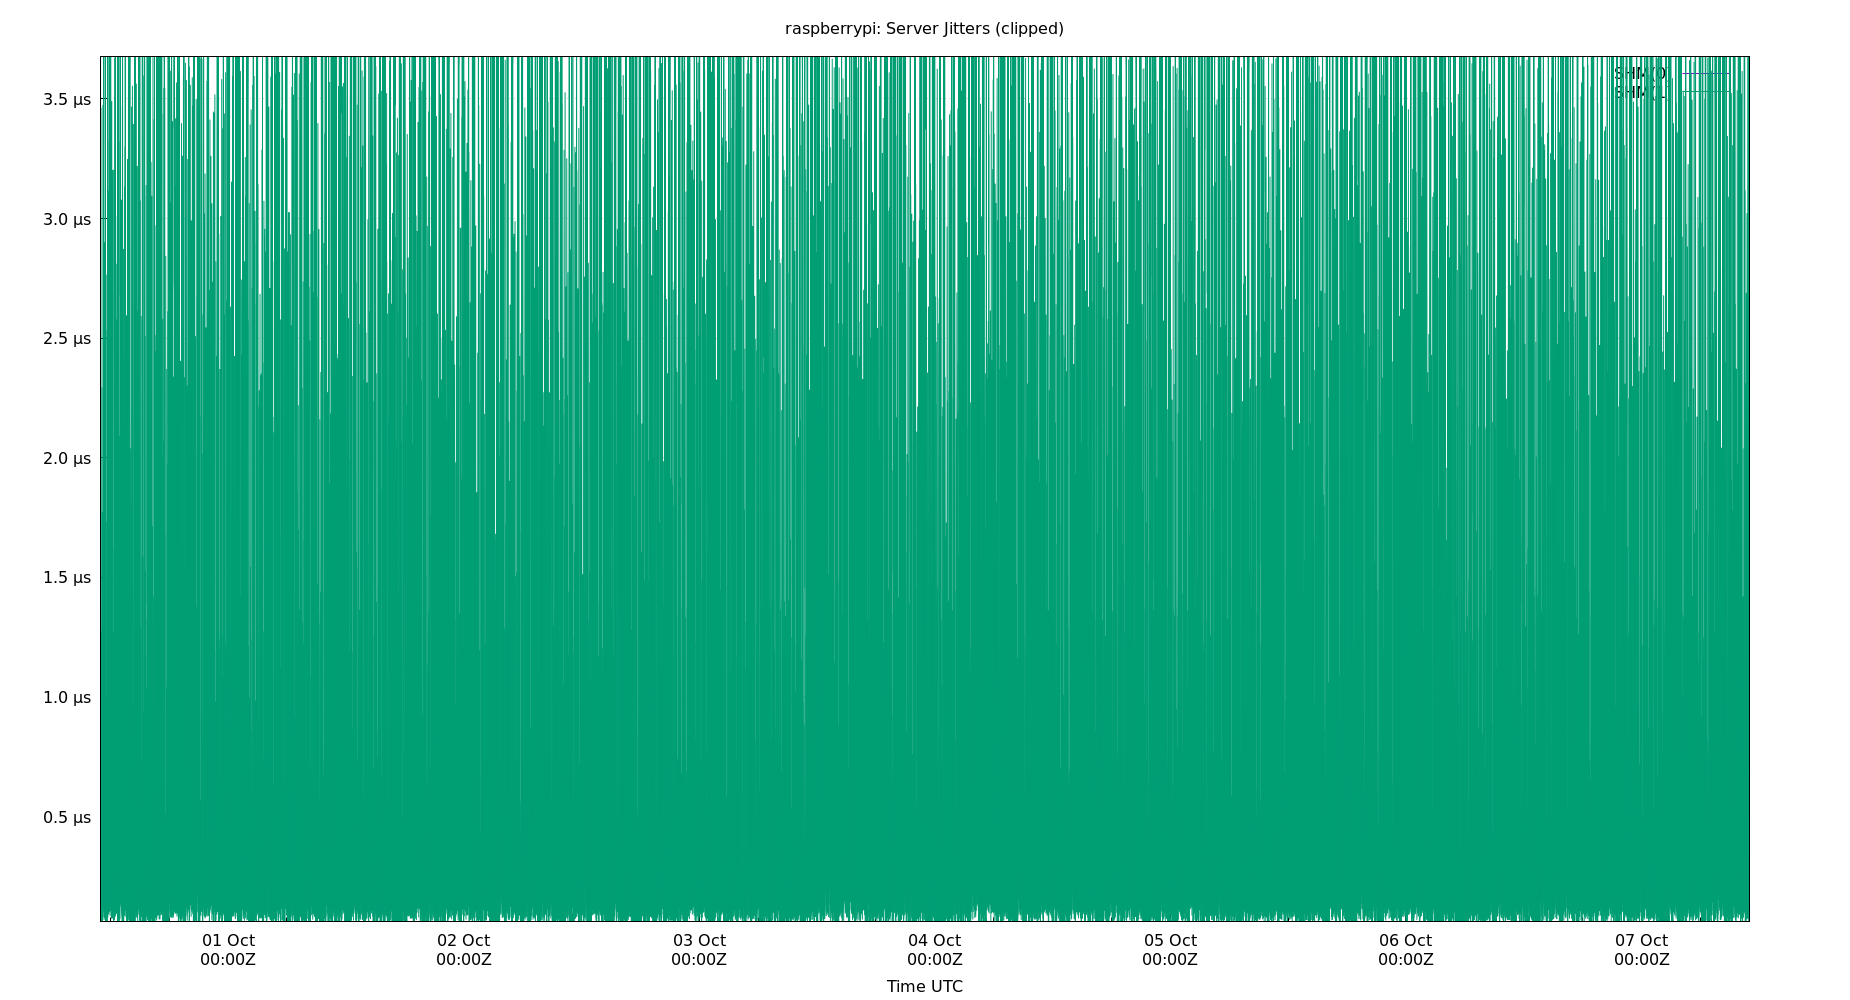 raspberrypi: Server Jitters (clipped)
3.5 µs
3.0 µs
2.5 µs
2.0 µs
1.5 µs
1.0 µs
0.5 µs
01 Oct
00:00Z
02 Oct
00:00Z
03 Oct
00:00Z
04 Oct
00:00Z
05 Oct
00:00Z
06 Oct
00:00Z
07 Oct
00:00Z
Time UTC